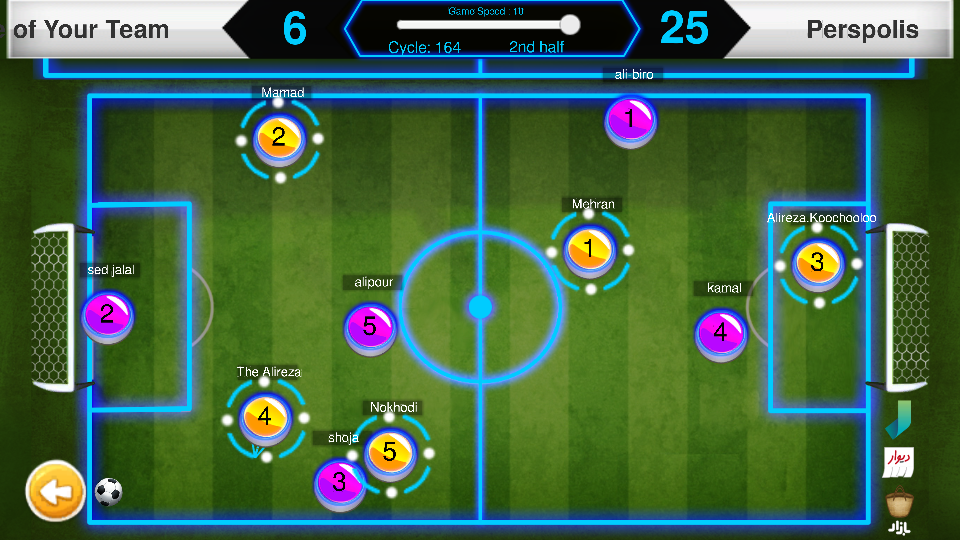 of Your Team
6
Game Speed : 10
Cycle: 164
2nd half
25
Perspolis
ali-biro
Mamad
1
2
Mehran
Alireza.Koochooloo
1
3
sed jalal
alipour
kamal
2
5
4
The Alireza
4
Nokhodi
shoja
5
3
دیوار
بازار